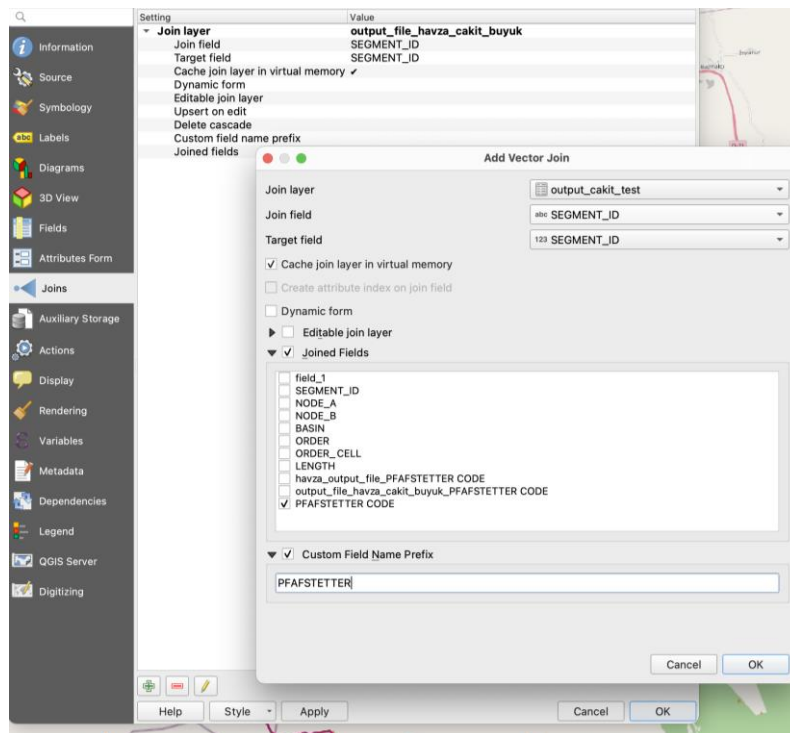 Setting Value
Join layer output_file_havza_cakit_buyuk
Join field SEGMENT_ID
Target field SEGMENT_ID
Cache join layer in virtual memory ✔
Dynamic form
Editable join layer
Upsert on edit
Delete cascade
Custom field name prefix
Joined fields
Information
Source
Symbology
abc Labels
Diagrams
3D View
Fields
Attributes Form
Joins
Auxiliary Storage
Actions
Display
Rendering
Variables
Metadata
Dependencies
Legend
QGIS Server
Digitizing
Add Vector Join
Join layer output_cakit_test
Join field abc SEGMENT_ID
Target field 123 SEGMENT_ID
Cache join layer in virtual memory
Create attribute index on join field
Dynamic form
Editable join layer
Joined Fields
field_1
SEGMENT_ID
NODE_A
NODE_B
BASIN
ORDER
ORDER_CELL
LENGTH
havza_output_file_PFAFSTETTER CODE
output_file_havza_cakit_buyuk_PFAFSTETTER CODE
PFAFSTETTER CODE
Custom Field Name Prefix
PFAFSTETTER
Cancel OK
Help Style Apply Cancel OK